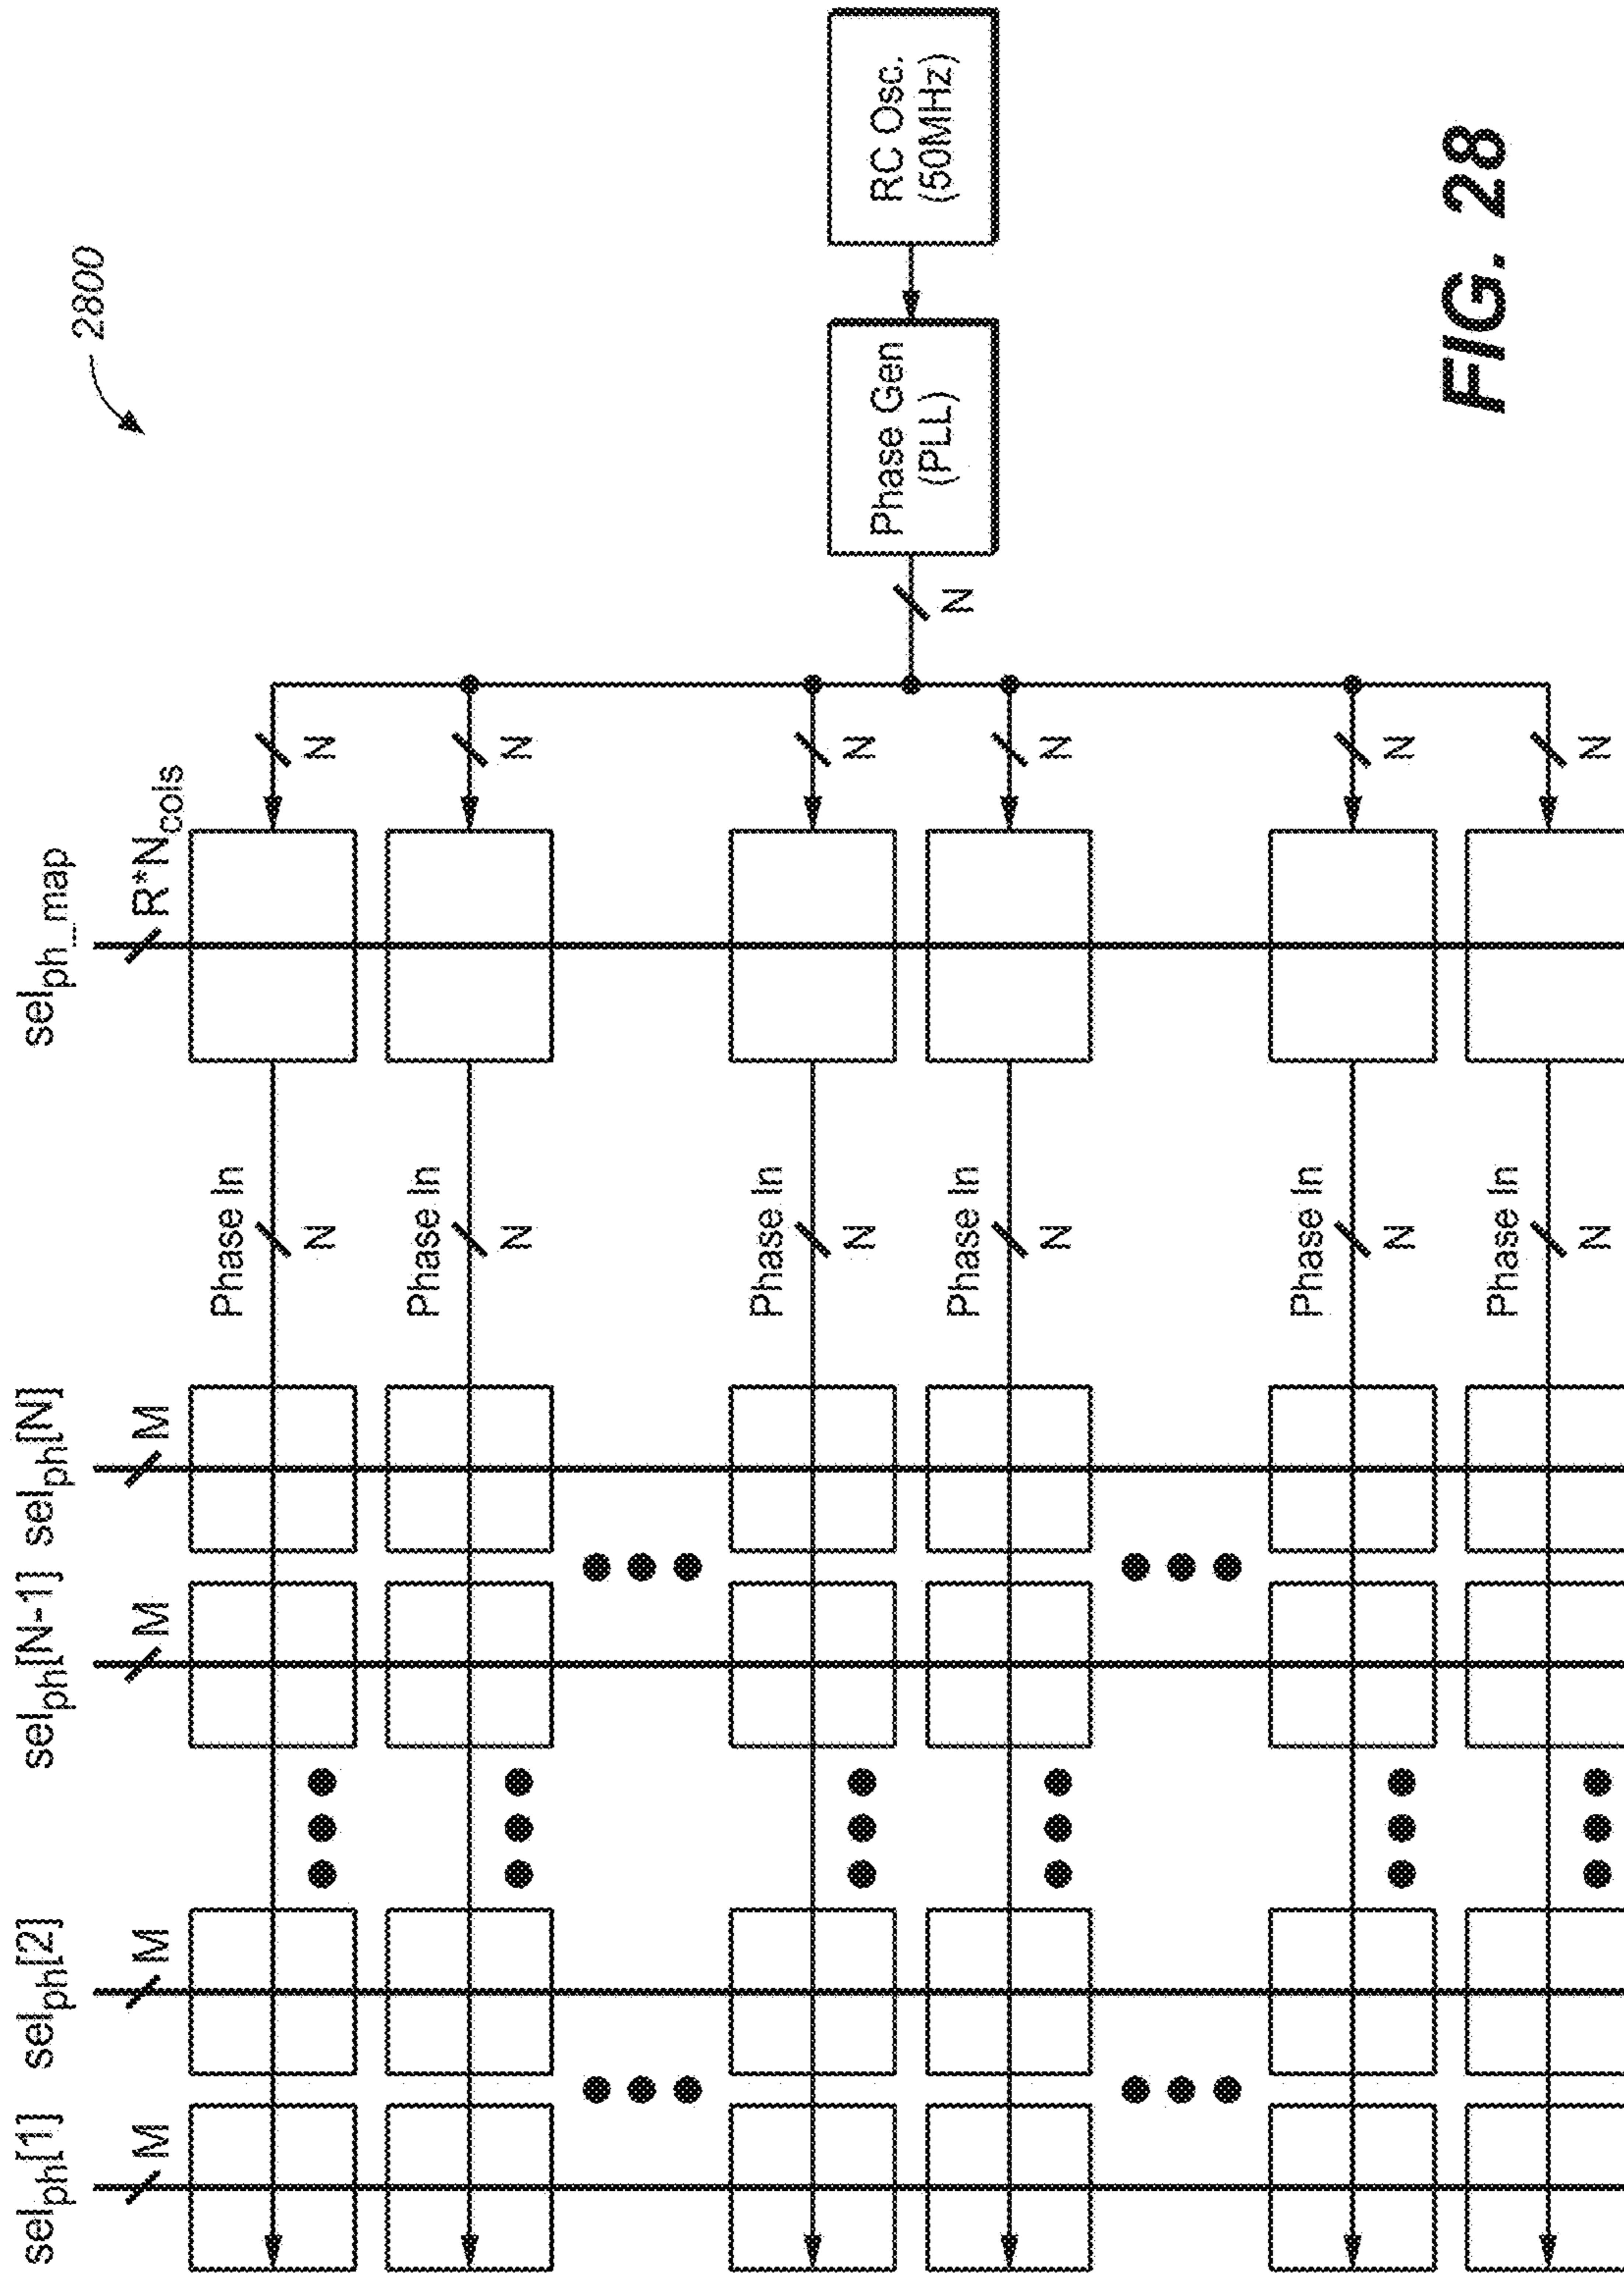 sel_ph[1] sel_ph[2] sel_ph[N-1] sel_ph[N] sel_ph_map
2800
M M M M R*N_cols
Phase In
N N
Phase In
N N
Phase In
N N
Phase Gen
(PLL)
RC Osc.
(50MHz)
N
Phase In
N N
Phase In
N N
FIG. 28
Phase In
N N